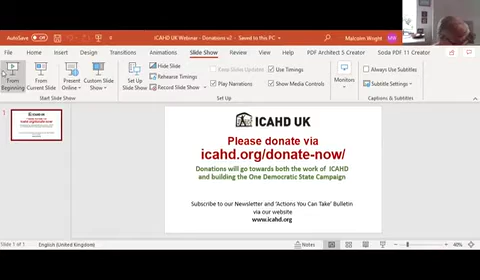 AutoSave Off
ICAHD UK Webinar - Donations v2 - Saved to this PC
Malcolm Wright MW
File Home Insert Design Transitions Animations Slide Show Review View Help PDF Architect 5 Creator Soda PDF 11 Creator
From Beginning
From Current Slide
Present Online
Custom Slide Show
Start Slide Show
Set Up Slide Show
Hide Slide
Rehearse Timings
Record Slide Show
Keep Slides Updated
Play Narrations
Use Timings
Show Media Controls
Set Up
Monitors
Always Use Subtitles
Subtitle Settings
Captions & Subtitles
1
ICAHD UK
Please donate via
icahd.org/donate-now/
Donations will go towards both the work of ICAHD
and building the One Democratic State Campaign
Subscribe to our Newsletter and 'Actions You Can Take' Bulletin
via our website
www.icahd.org
Slide 1 of 1
English (United Kingdom)
Notes
40%